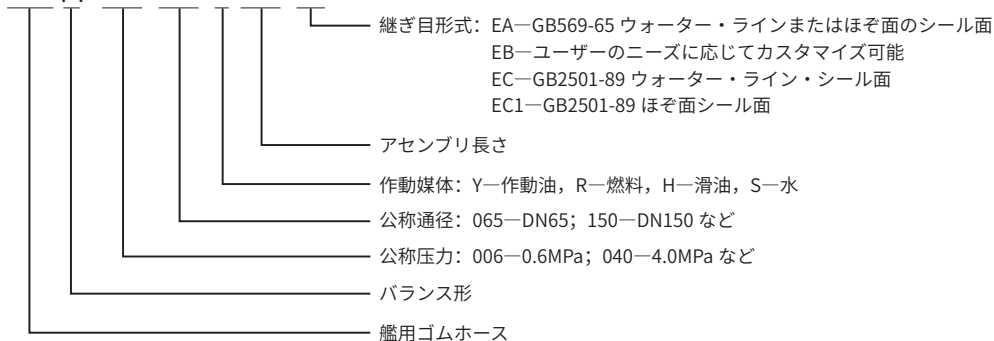 継ぎ目形式：EA—GB569-65 ウォーター・ラインまたはほぞ面のシール面
EB—ユーザーのニーズに応じてカスタマイズ可能
EC—GB2501-89 ウォーター・ライン・シール面
EC1—GB2501-89 ほぞ面シール面
アセンブリ長さ
作動媒体：Y—作動油，R—燃料，H—滑油，S—水
公称通径：065—DN65；150—DN150 など
公称压力：006—0.6MPa；040—4.0MPa など
バランス形
艦用ゴムホース